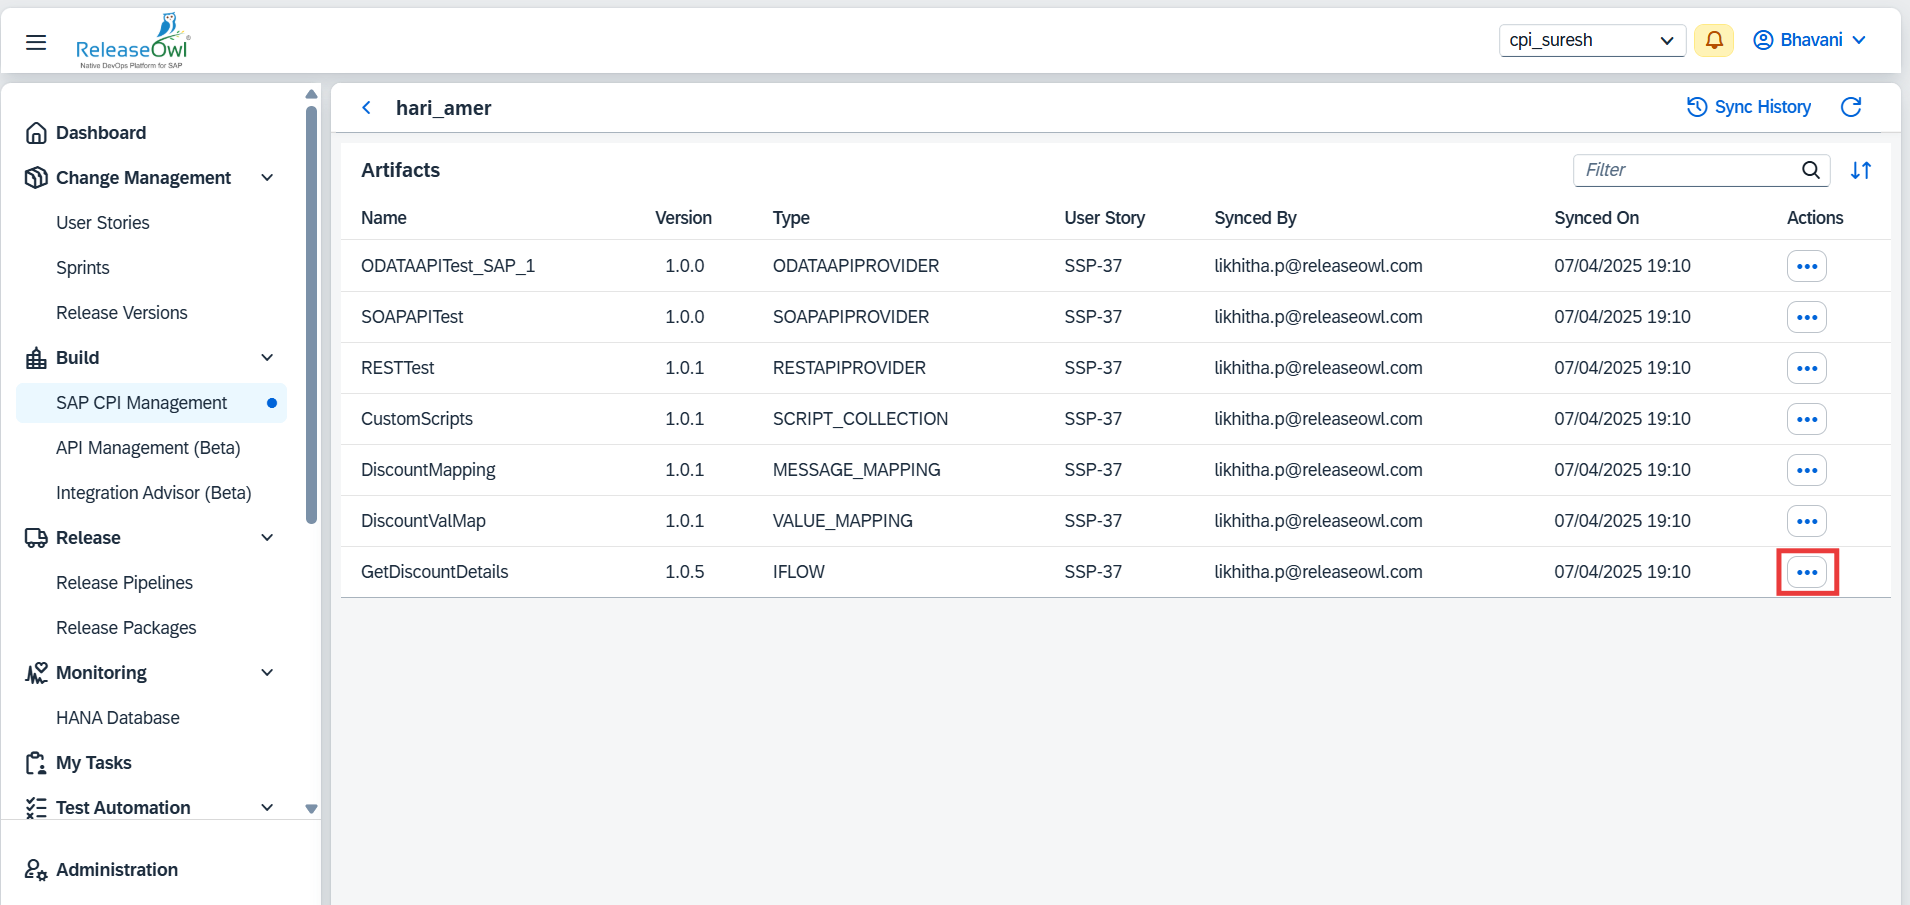 ReleaseOwl®
Native DevOps Platform for SAP
cpi_suresh
Bhavani
Dashboard
Change Management
User Stories
Sprints
Release Versions
Build
SAP CPI Management
API Management (Beta)
Integration Advisor (Beta)
Release
Release Pipelines
Release Packages
Monitoring
HANA Database
My Tasks
Test Automation
Administration
hari_amer
Sync History
Artifacts
Filter
Name Version Type User Story Synced By Synced On Actions
ODATAAPITest_SAP_1 1.0.0 ODATAAPIPROVIDER SSP-37 likhitha.p@releaseowl.com 07/04/2025 19:10
SOAPAPITest 1.0.0 SOAPAPIPROVIDER SSP-37 likhitha.p@releaseowl.com 07/04/2025 19:10
RESTTest 1.0.1 RESTAPIPROVIDER SSP-37 likhitha.p@releaseowl.com 07/04/2025 19:10
CustomScripts 1.0.1 SCRIPT_COLLECTION SSP-37 likhitha.p@releaseowl.com 07/04/2025 19:10
DiscountMapping 1.0.1 MESSAGE_MAPPING SSP-37 likhitha.p@releaseowl.com 07/04/2025 19:10
DiscountValMap 1.0.1 VALUE_MAPPING SSP-37 likhitha.p@releaseowl.com 07/04/2025 19:10
GetDiscountDetails 1.0.5 IFLOW SSP-37 likhitha.p@releaseowl.com 07/04/2025 19:10